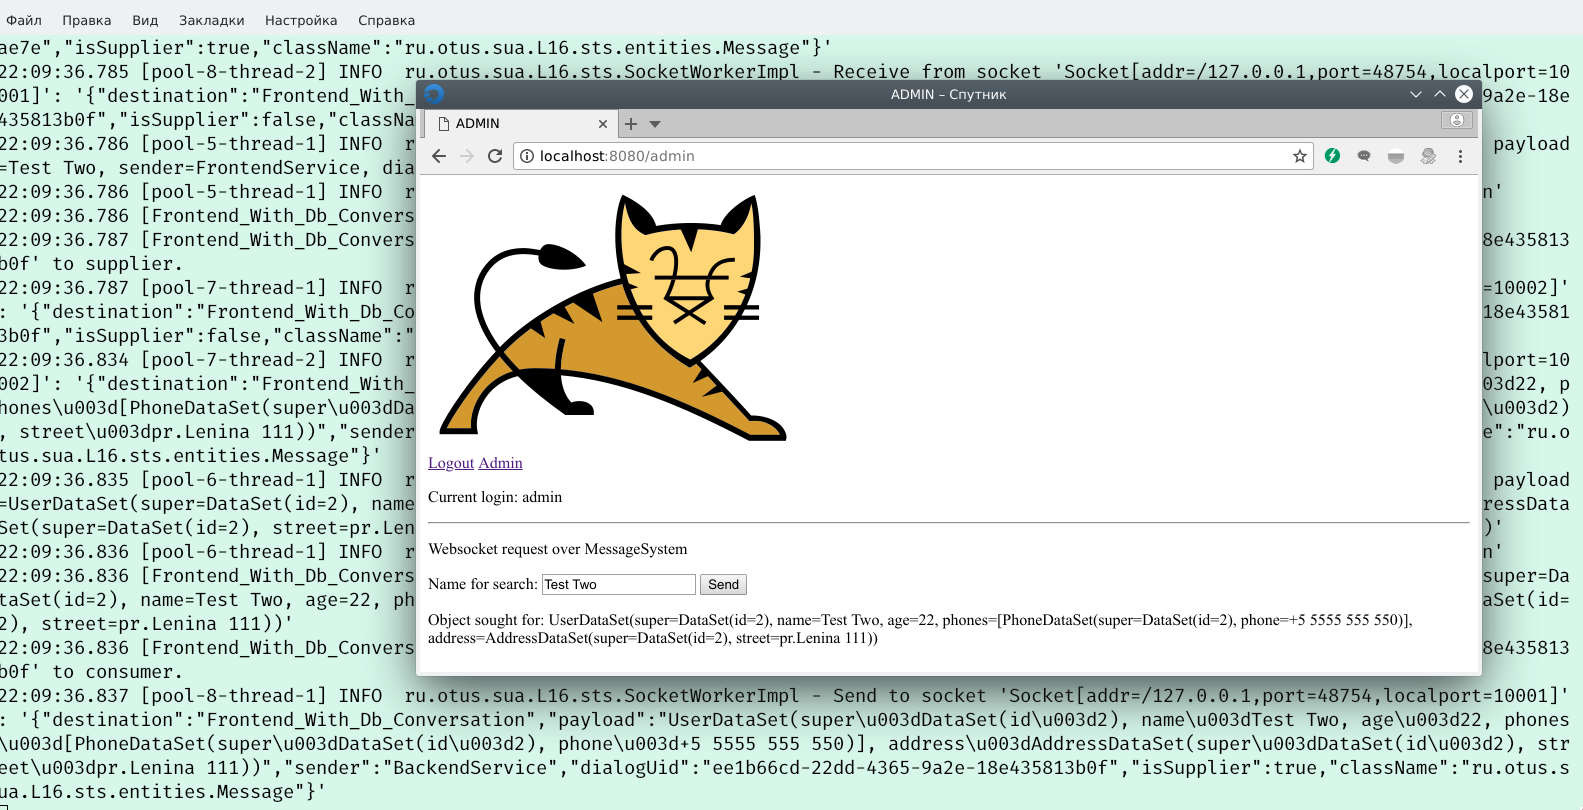 Файл Правка Вид Закладки Настройка Справка
ae7e","isSupplier":true,"className":"ru.otus.sua.L16.sts.entities.Message"}'
22:09:36.785 [pool-8-thread-2] INFO  ru.otus.sua.L16.sts.SocketWorkerImpl - Receive from socket 'Socket[addr=/127.0.0.1,port=48754,localport=10
001]': '{"destination":"Frontend_With_ 9a2e-18e
435813b0f","isSupplier":false,"classNa
22:09:36.786 [pool-5-thread-1] INFO  r payload
=Test Two, sender=FrontendService, dia
22:09:36.786 [pool-5-thread-1] INFO  r n'
22:09:36.786 [Frontend_With_Db_Convers
22:09:36.787 [Frontend_With_Db_Convers 8e435813
b0f' to supplier.
22:09:36.787 [pool-7-thread-1] INFO  r =10002]'
: '{"destination":"Frontend_With_Db_Co 18e43581
3b0f","isSupplier":false,"className":"
22:09:36.834 [pool-7-thread-2] INFO  r lport=10
002]': '{"destination":"Frontend_With_ 03d22, p
hones\u003d[PhoneDataSet(super\u003dDa \u003d2)
, street\u003dpr.Lenina 111))","sender e":"ru.o
tus.sua.L16.sts.entities.Message"}'
22:09:36.835 [pool-6-thread-1] INFO  r payload
=UserDataSet(super=DataSet(id=2), name ressData
Set(super=DataSet(id=2), street=pr.Len )'
22:09:36.836 [pool-6-thread-1] INFO  r n'
22:09:36.836 [Frontend_With_Db_Convers super=Da
taSet(id=2), name=Test Two, age=22, ph aSet(id=
2), street=pr.Lenina 111))'
22:09:36.836 [Frontend_With_Db_Convers 8e435813
b0f' to consumer.
22:09:36.837 [pool-8-thread-1] INFO  ru.otus.sua.L16.sts.SocketWorkerImpl - Send to socket 'Socket[addr=/127.0.0.1,port=48754,localport=10001]'
: '{"destination":"Frontend_With_Db_Conversation","payload":"UserDataSet(super\u003dDataSet(id\u003d2), name\u003dTest Two, age\u003d22, phones
\u003d[PhoneDataSet(super\u003dDataSet(id\u003d2), phone\u003d+5 5555 555 550)], address\u003dAddressDataSet(super\u003dDataSet(id\u003d2), str
eet\u003dpr.Lenina 111))","sender":"BackendService","dialogUid":"ee1b66cd-22dd-4365-9a2e-18e435813b0f","isSupplier":true,"className":"ru.otus.s
ua.L16.sts.entities.Message"}'
ADMIN – Спутник
ADMIN
localhost:8080/admin
Logout Admin
Current login: admin
Websocket request over MessageSystem
Name for search: Test Two Send
Object sought for: UserDataSet(super=DataSet(id=2), name=Test Two, age=22, phones=[PhoneDataSet(super=DataSet(id=2), phone=+5 5555 555 550)],
address=AddressDataSet(super=DataSet(id=2), street=pr.Lenina 111))